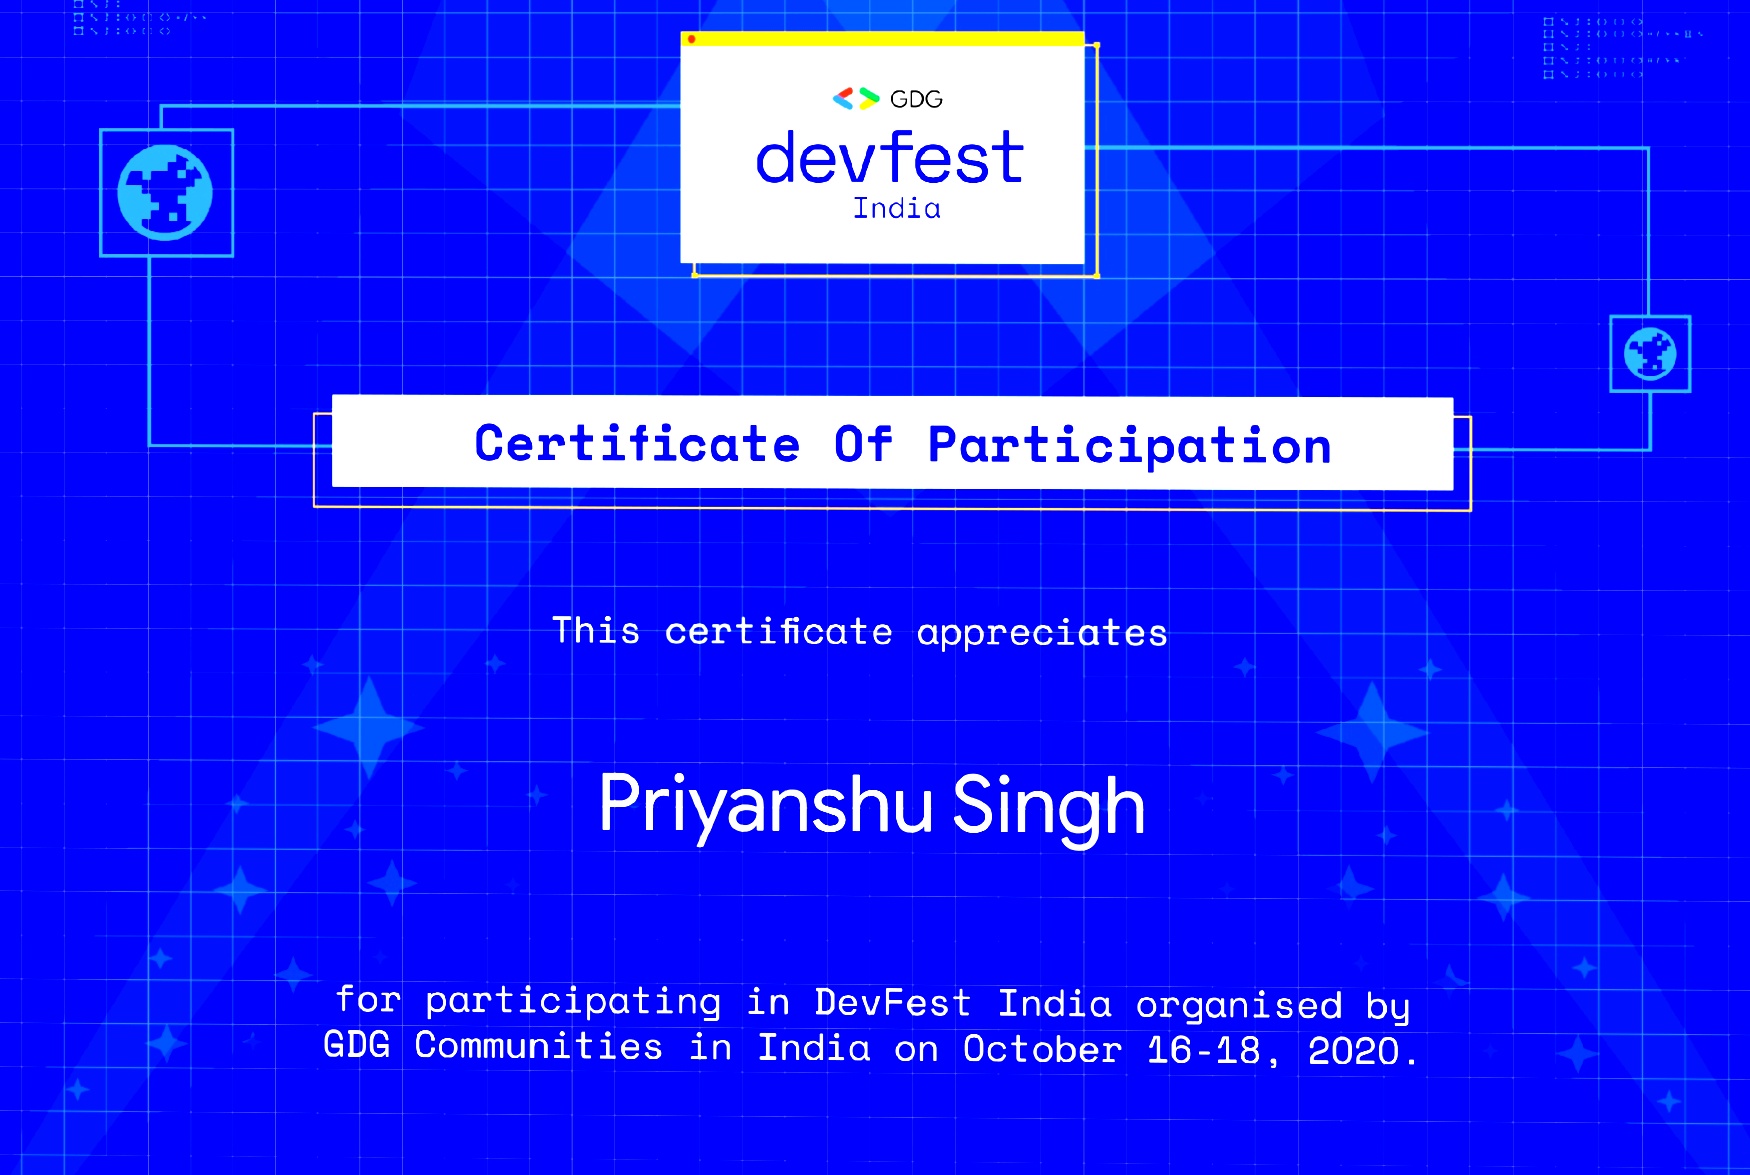 GDG
devfest
India
Certificate Of Participation
This certificate appreciates
Priyanshu Singh
for participating in DevFest India organised by
GDG Communities in India on October 16-18, 2020.